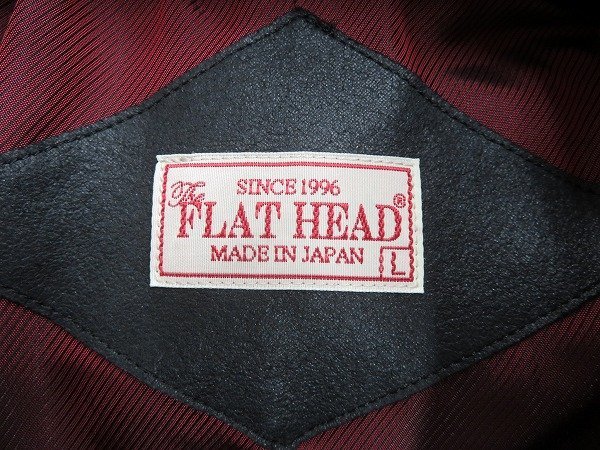 SINCE 1996
The
FLAT HEAD®
MADE IN JAPAN
L